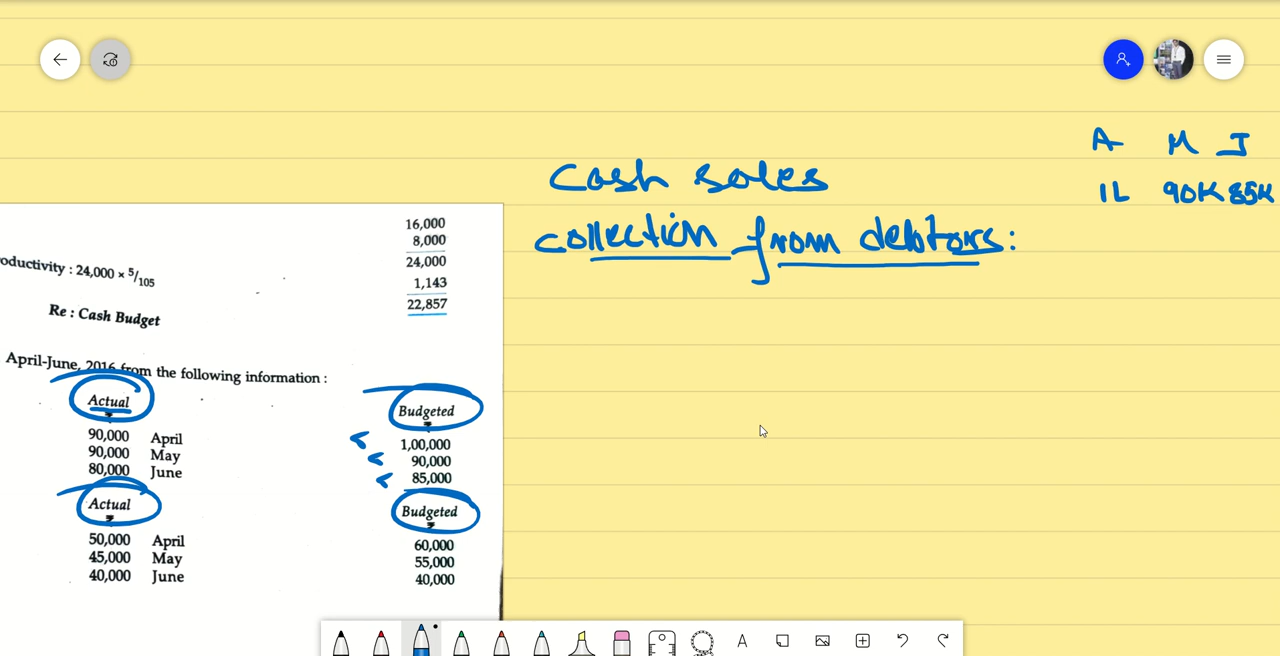 A M J
Cash sales
1L 90K 85K
collection from debtors:
16,000
8,000
oductivity : 24,000 × 5/105
24,000
1,143
Re : Cash Budget
22,857
April-June, 2016 from the following information :
Actual
Budgeted
₹
₹
90,000 April 1,00,000
90,000 May 90,000
80,000 June 85,000
Actual
Budgeted
₹
₹
50,000 April 60,000
45,000 May 55,000
40,000 June 40,000
A